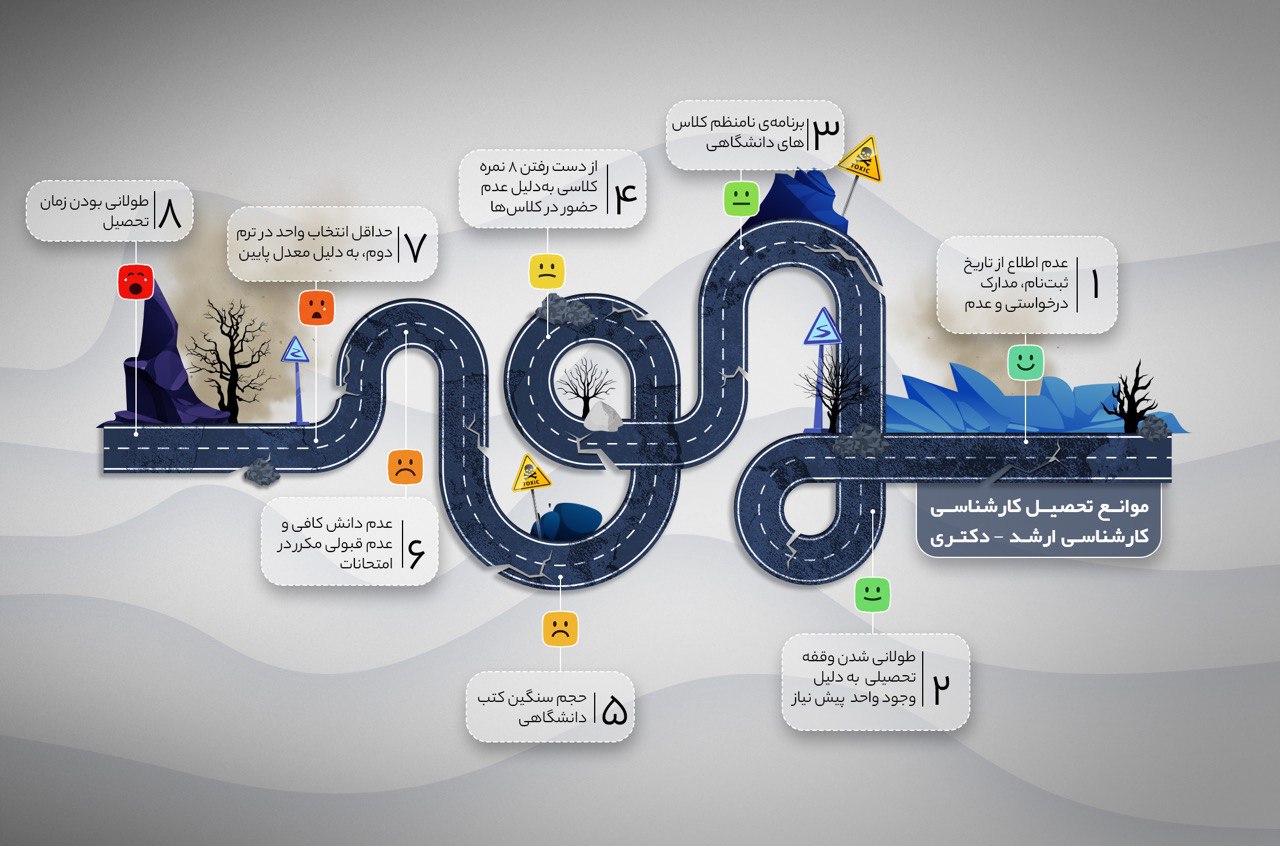 موانع تحصیل کارشناسی
کارشناسی ارشد - دکتری
۱
عدم اطلاع از تاریخ
ثبت‌نام، مدارک
درخواستی و عدم
۲
طولانی شدن وقفه
تحصیلی به دلیل
وجود واحد پیش نیاز
۳
برنامه‌ی نامنظم کلاس
های دانشگاهی
TOXIC
۴
از دست رفتن ۸ نمره
کلاسی به‌دلیل عدم
حضور در کلاس‌ها
TOXIC
۵
حجم سنگین کتب
دانشگاهی
۶
عدم دانش کافی و
عدم قبولی مکرر در
امتحانات
۷
حداقل انتخاب واحد در ترم
دوم، به دلیل معدل پایین
۸
طولانی بودن زمان
تحصیل